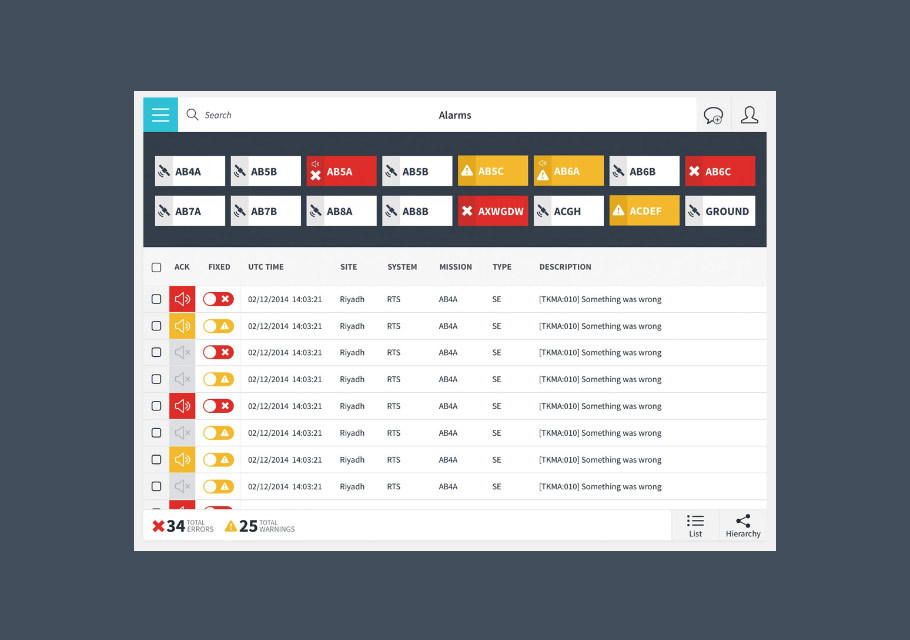 Search
Alarms
AB4A AB5B AB5A AB5B AB5C AB6A AB6B AB6C
AB7A AB7B AB8A AB8B AXWGDW ACGH ACDEF GROUND
ACK FIXED UTC TIME SITE SYSTEM MISSION TYPE DESCRIPTION
02/12/2014 14:03:21 Riyadh RTS AB4A SE [TKMA:010] Something was wrong
02/12/2014 14:03:21 Riyadh RTS AB4A SE [TKMA:010] Something was wrong
02/12/2014 14:03:21 Riyadh RTS AB4A SE [TKMA:010] Something was wrong
02/12/2014 14:03:21 Riyadh RTS AB4A SE [TKMA:010] Something was wrong
02/12/2014 14:03:21 Riyadh RTS AB4A SE [TKMA:010] Something was wrong
02/12/2014 14:03:21 Riyadh RTS AB4A SE [TKMA:010] Something was wrong
02/12/2014 14:03:21 Riyadh RTS AB4A SE [TKMA:010] Something was wrong
02/12/2014 14:03:21 Riyadh RTS AB4A SE [TKMA:010] Something was wrong
34 TOTAL ERRORS
25 TOTAL WARNINGS
List
Hierarchy